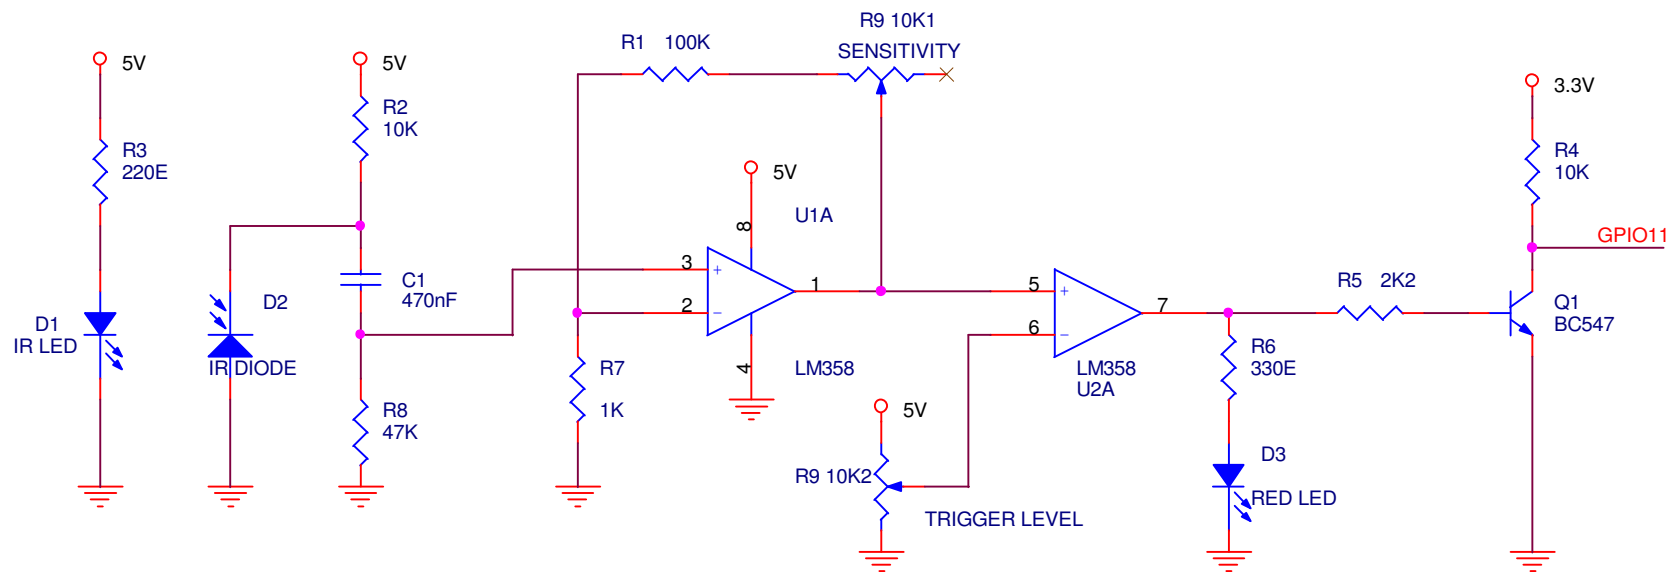 5V
R3
220E
D1
IR LED
5V
R2
10K
D2
IR DIODE
C1
470nF
R8
47K
R1 100K
R9 10K1
SENSITIVITY
5V
8
U1A
3
+
2
-
1
4
LM358
R7
1K
5V
R9 10K2
TRIGGER LEVEL
5
+
6
-
7
LM358
U2A
R6
330E
D3
RED LED
R5 2K2
3.3V
R4
10K
GPIO11
Q1
BC547